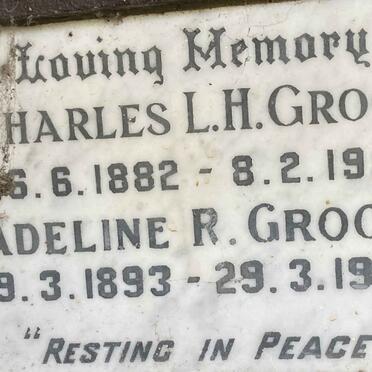 Loving Memory
HARLES L.H. GRO
6.6.1882 - 8.2.19
ADELINE R. GROO
9.3.1893 - 29.3.19
"RESTING IN PEACE